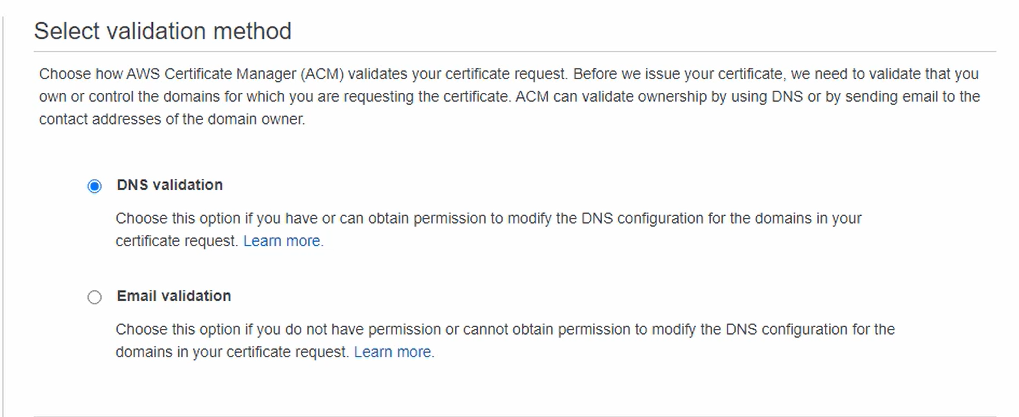 Select validation method
Choose how AWS Certificate Manager (ACM) validates your certificate request. Before we issue your certificate, we need to validate that you
own or control the domains for which you are requesting the certificate. ACM can validate ownership by using DNS or by sending email to the
contact addresses of the domain owner.
DNS validation
Choose this option if you have or can obtain permission to modify the DNS configuration for the domains in your
certificate request. Learn more.
Email validation
Choose this option if you do not have permission or cannot obtain permission to modify the DNS configuration for the
domains in your certificate request. Learn more.